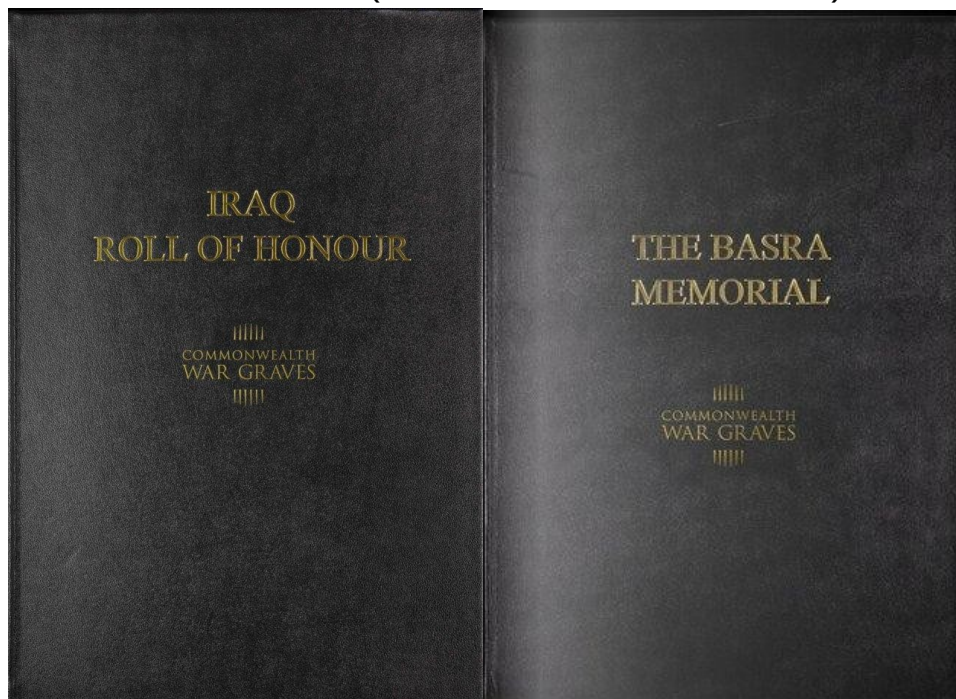 IRAQ
ROLL OF HONOUR
COMMONWEALTH
WAR GRAVES
THE BASRA
MEMORIAL
COMMONWEALTH
WAR GRAVES